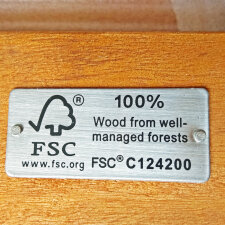 100%
Wood from well-
managed forests
FSC® C124200
®
FSC
www.fsc.org